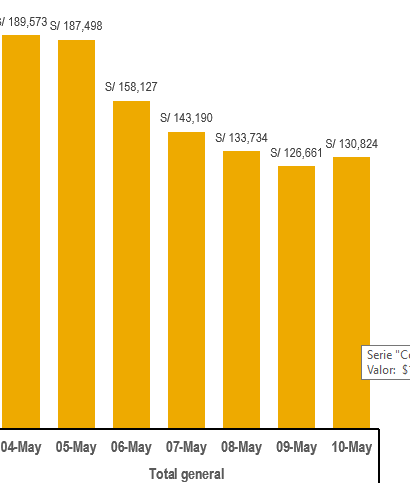 S/ 189,573
S/ 187,498
S/ 158,127
S/ 143,190
S/ 133,734
S/ 126,661
S/ 130,824
Serie
Valor:
04-May 05-May 06-May 07-May 08-May 09-May 10-May
Total general